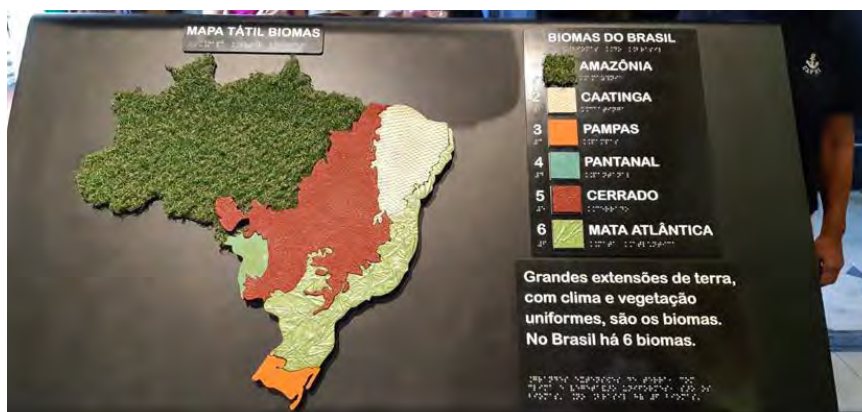 MAPA TÁTIL BIOMAS
BIOMAS DO BRASIL
AMAZÔNIA
2 CAATINGA
3 PAMPAS
4 PANTANAL
5 CERRADO
6 MATA ATLÂNTICA
Grandes extensões de terra,
com clima e vegetação
uniformes, são os biomas.
No Brasil há 6 biomas.